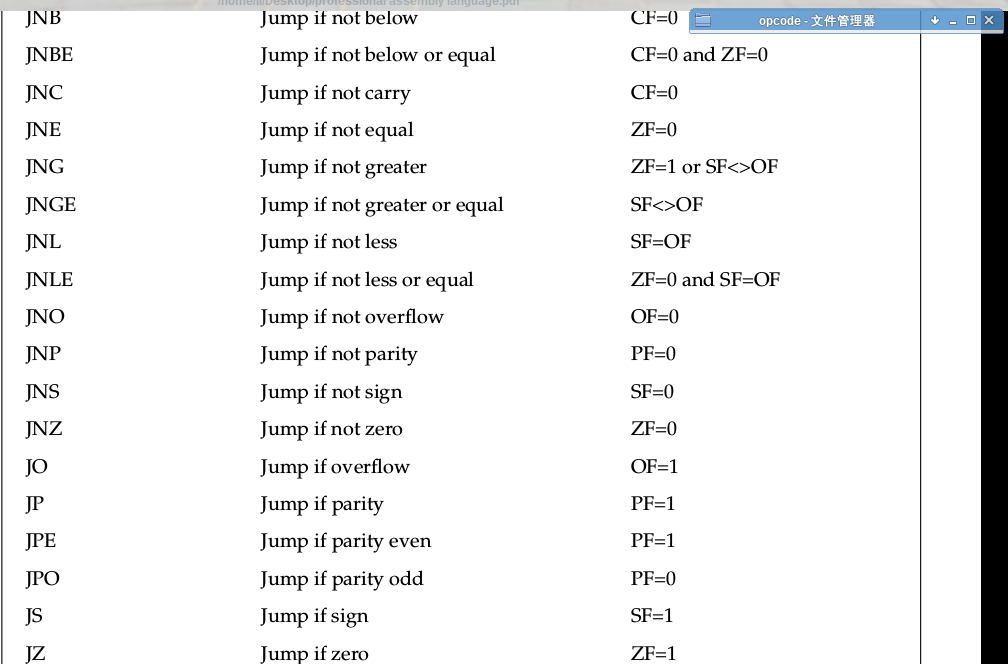 /homeill/Desktop/professional assembly language.pdf
opcode - 文件管理器
JNB Jump if not below CF=0
JNBE Jump if not below or equal CF=0 and ZF=0
JNC Jump if not carry CF=0
JNE Jump if not equal ZF=0
JNG Jump if not greater ZF=1 or SF<>OF
JNGE Jump if not greater or equal SF<>OF
JNL Jump if not less SF=OF
JNLE Jump if not less or equal ZF=0 and SF=OF
JNO Jump if not overflow OF=0
JNP Jump if not parity PF=0
JNS Jump if not sign SF=0
JNZ Jump if not zero ZF=0
JO Jump if overflow OF=1
JP Jump if parity PF=1
JPE Jump if parity even PF=1
JPO Jump if parity odd PF=0
JS Jump if sign SF=1
JZ Jump if zero ZF=1